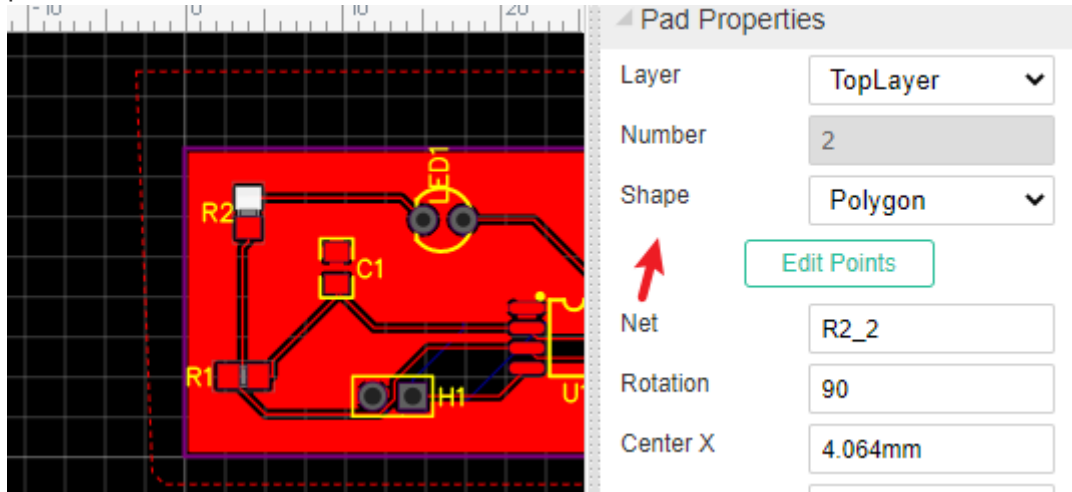 -10 0 10 20
Pad Properties
Layer TopLayer
Number 2
Shape Polygon
Edit Points
Net R2_2
Rotation 90
Center X 4.064mm
LED1
R2
C1
R1
H1
U1